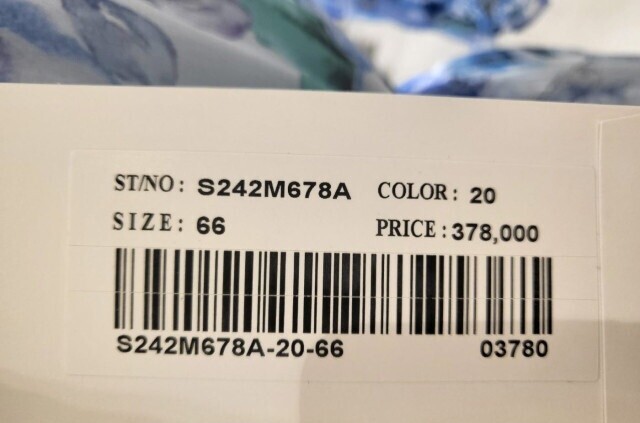 ST/NO: S242M678A COLOR: 20
SIZE: 66 PRICE: 378,000
S242M678A-20-66 03780